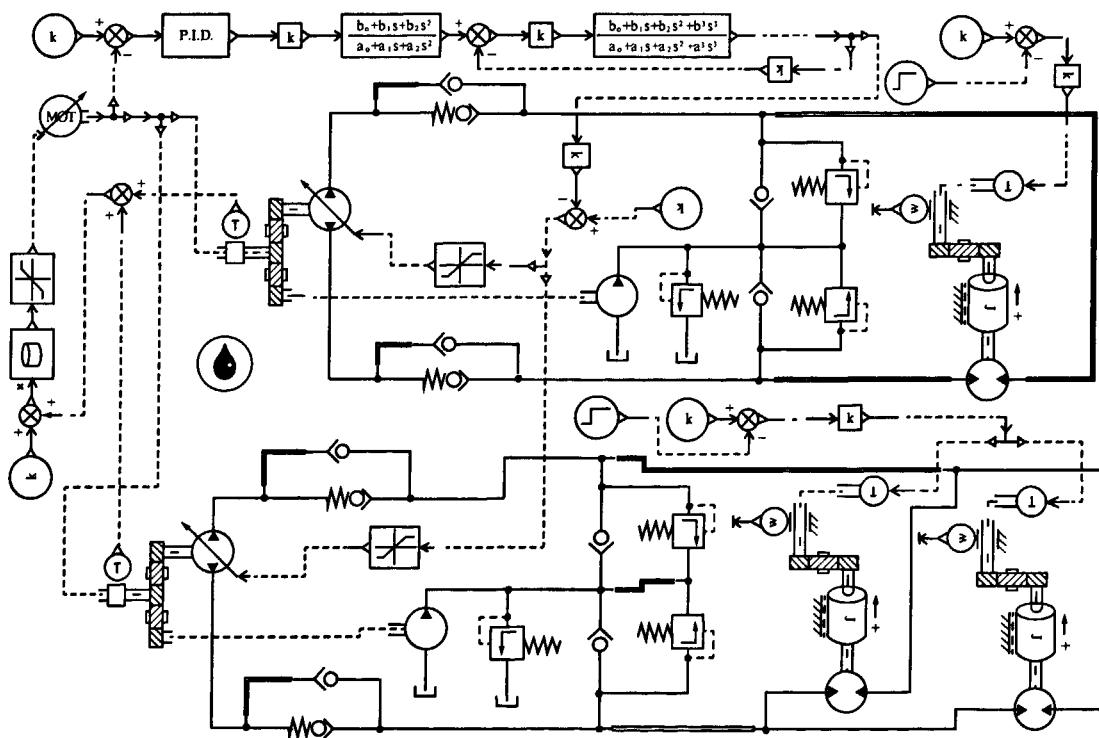 k
+
−
P.I.D.
k
b₀+b₁s+b₂s²
a₀+a₁s+a₂s²
+
−
k
b₀+b₁s+b₂s²+b³s³
a₀+a₁s+a₂s²+a³s³
k
k
+
−
k
MOT
k
T
w
+
+
T
−
+
k
J
+
x
+
+
k
k
+
−
k
T
T
w
w
T
J
+
J
+